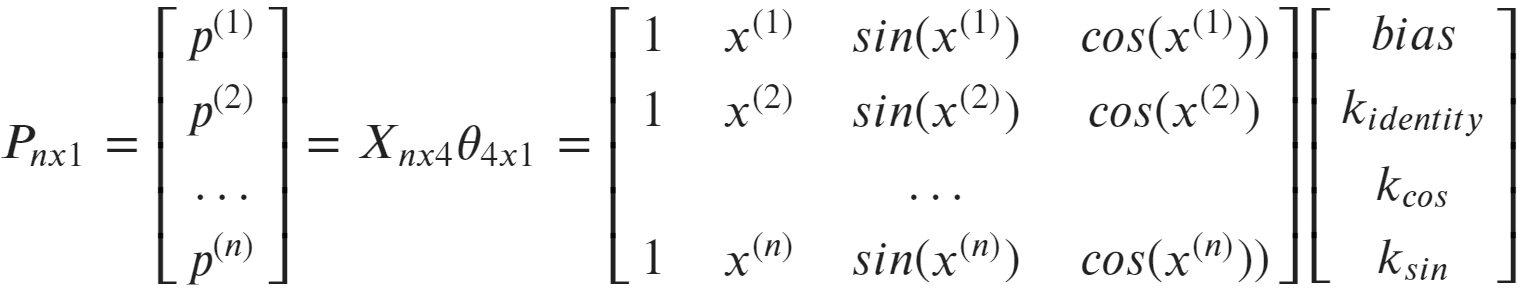 p^{(1)} 1 x^{(1)} sin(x^{(1)}) cos(x^{(1)})) bias
p^{(2)} 1 x^{(2)} sin(x^{(2)}) cos(x^{(2)}) k_{identity}
P_{nx1} = = X_{nx4}θ_{4x1} =
... ... k_{cos}
p^{(n)} 1 x^{(n)} sin(x^{(n)}) cos(x^{(n)})) k_{sin}